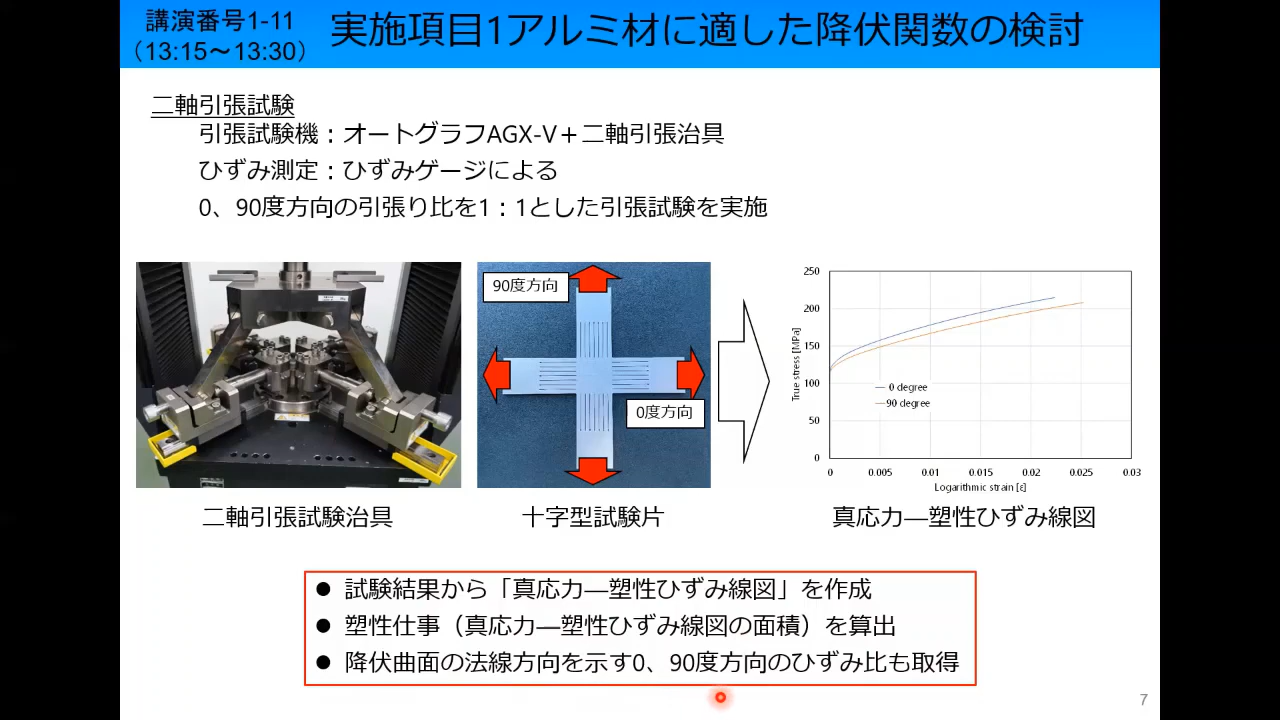 講演番号1-11
（13:15～13:30）
実施項目1アルミ材に適した降伏関数の検討
二軸引張試験
引張試験機：オートグラフAGX-V＋二軸引張治具
ひずみ測定：ひずみゲージによる
0、90度方向の引張り比を1：1とした引張試験を実施
90度方向
0度方向
250
200
150
100
50
0
True stress [MPa]
0 degree
90 degree
0 0.005 0.01 0.015 0.02 0.025 0.03
Logarithmic strain [ε]
二軸引張試験治具
十字型試験片
真応力―塑性ひずみ線図
● 試験結果から「真応力―塑性ひずみ線図」を作成
● 塑性仕事（真応力―塑性ひずみ線図の面積）を算出
● 降伏曲面の法線方向を示す0、90度方向のひずみ比も取得
7